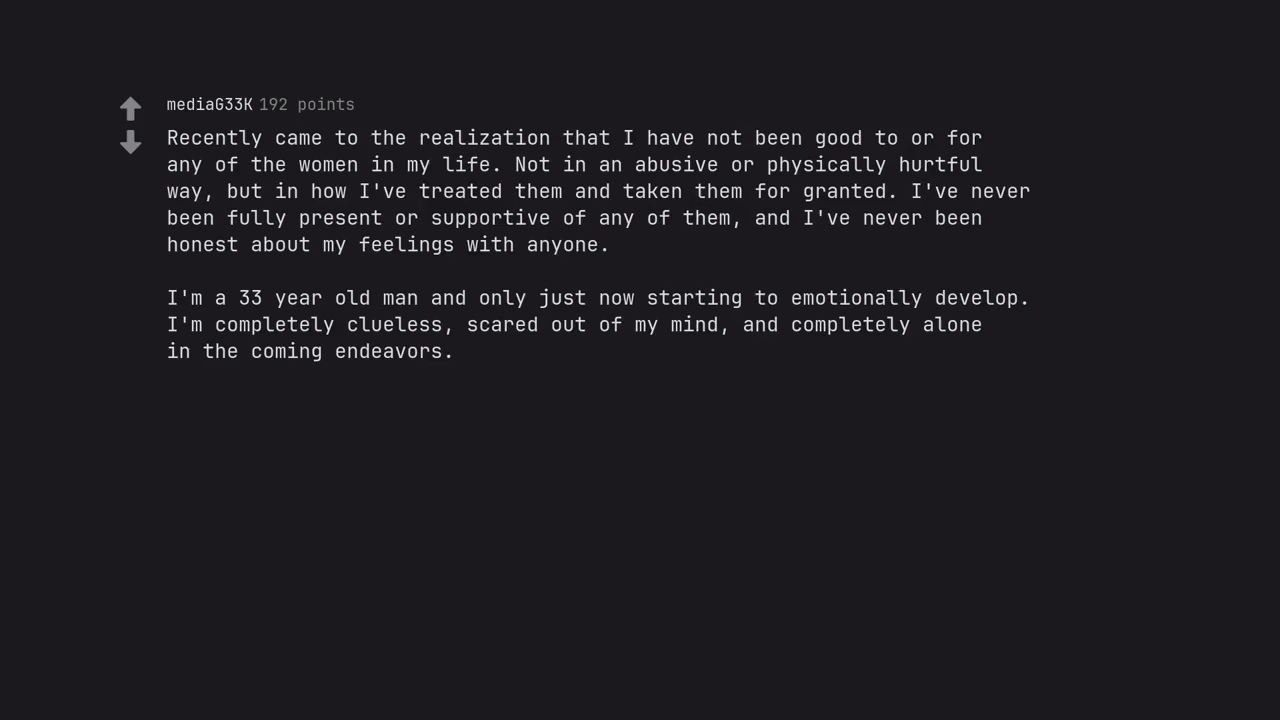 mediaG33K 192 points
Recently came to the realization that I have not been good to or for
any of the women in my life. Not in an abusive or physically hurtful
way, but in how I've treated them and taken them for granted. I've never
been fully present or supportive of any of them, and I've never been
honest about my feelings with anyone.
I'm a 33 year old man and only just now starting to emotionally develop.
I'm completely clueless, scared out of my mind, and completely alone
in the coming endeavors.